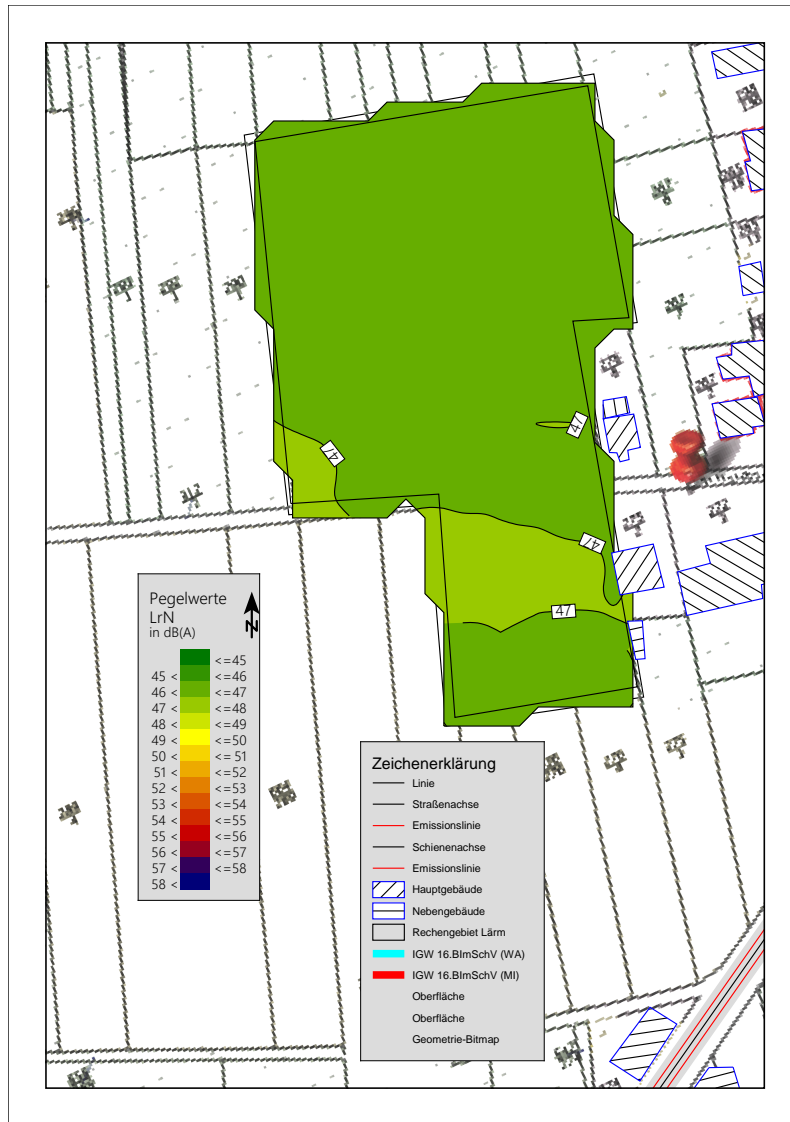 47
47
47
47
Pegelwerte
LrN
in dB(A)
N
<=45
45 < <=46
46 < <=47
47 < <=48
48 < <=49
49 < <=50
50 < <=51
51 < <=52
52 < <=53
53 < <=54
54 < <=55
55 < <=56
56 < <=57
57 < <=58
58 <
Zeichenerklärung
Linie
Straßenachse
Emissionslinie
Schienenachse
Emissionslinie
Hauptgebäude
Nebengebäude
Rechengebiet Lärm
IGW 16.BImSchV (WA)
IGW 16.BImSchV (MI)
Oberfläche
Oberfläche
Geometrie-Bitmap